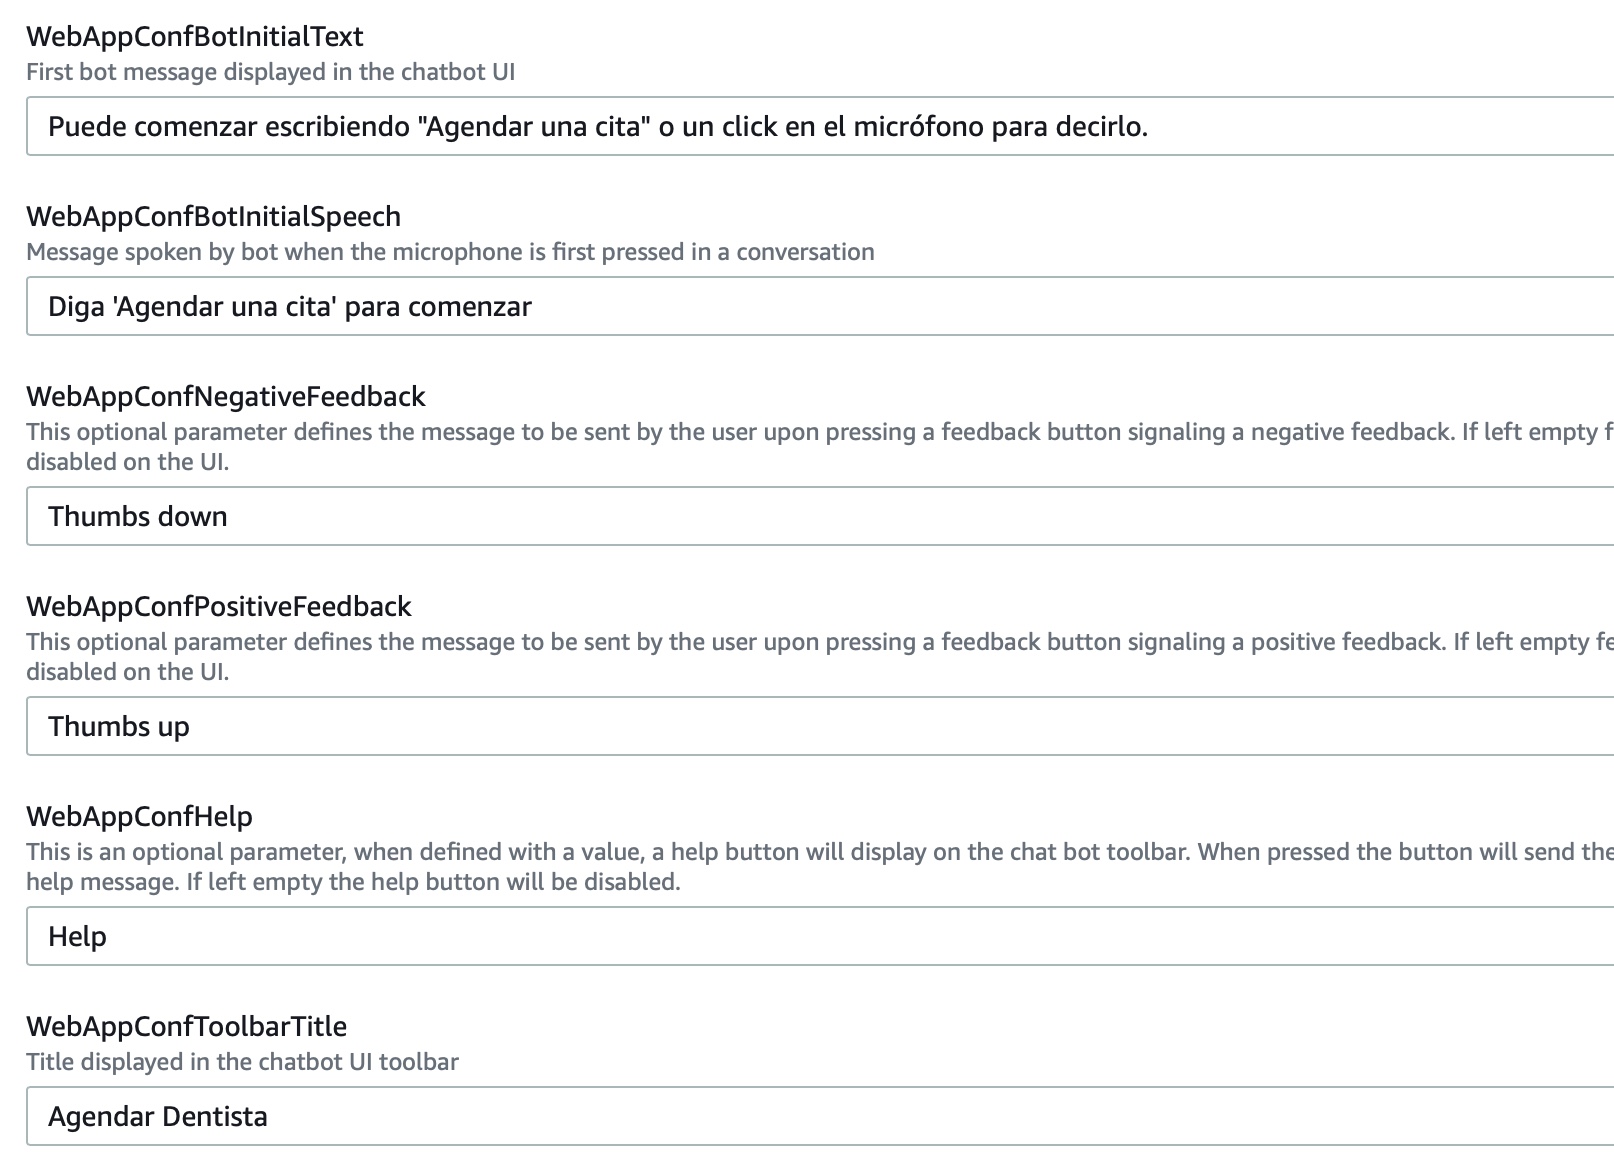 WebAppConfBotInitialText
First bot message displayed in the chatbot UI
Puede comenzar escribiendo "Agendar una cita" o un click en el micrófono para decirlo.
WebAppConfBotInitialSpeech
Message spoken by bot when the microphone is first pressed in a conversation
Diga 'Agendar una cita' para comenzar
WebAppConfNegativeFeedback
This optional parameter defines the message to be sent by the user upon pressing a feedback button signaling a negative feedback. If left empty
disabled on the UI.
Thumbs down
WebAppConfPositiveFeedback
This optional parameter defines the message to be sent by the user upon pressing a feedback button signaling a positive feedback. If left empty
disabled on the UI.
Thumbs up
WebAppConfHelp
This is an optional parameter, when defined with a value, a help button will display on the chat bot toolbar. When pressed the button will send the
help message. If left empty the help button will be disabled.
Help
WebAppConfToolbarTitle
Title displayed in the chatbot UI toolbar
Agendar Dentista